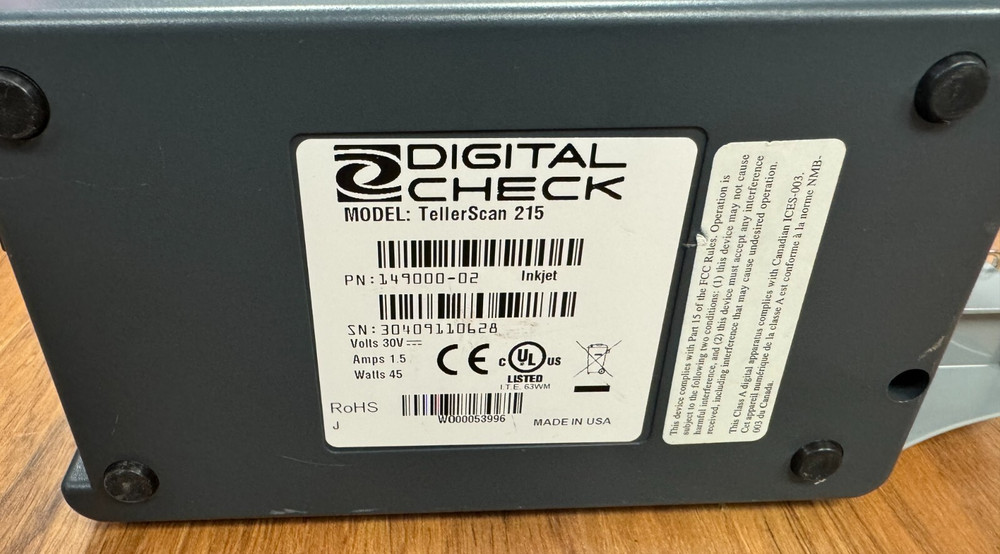 DIGITAL
CHECK
MODEL: TellerScan 215
PN:149000-02 Inkjet
SN:30409110628
Volts 30V
Amps 1.5
Watts 45
CE
c UL us
LISTED
I.T.E. 63WM
RoHS
J
W000053996
MADE IN USA
This device complies with Part 15 of the FCC Rules. Operation is
subject to the following two conditions: (1) this device may not cause
harmful interference, and (2) this device must accept any interference
received, including interference that may cause undesired operation.
This Class A digital apparatus complies with Canadian ICES-003.
Cet appareil numérique de la classe A est conforme à la norme NMB-
003 du Canada.